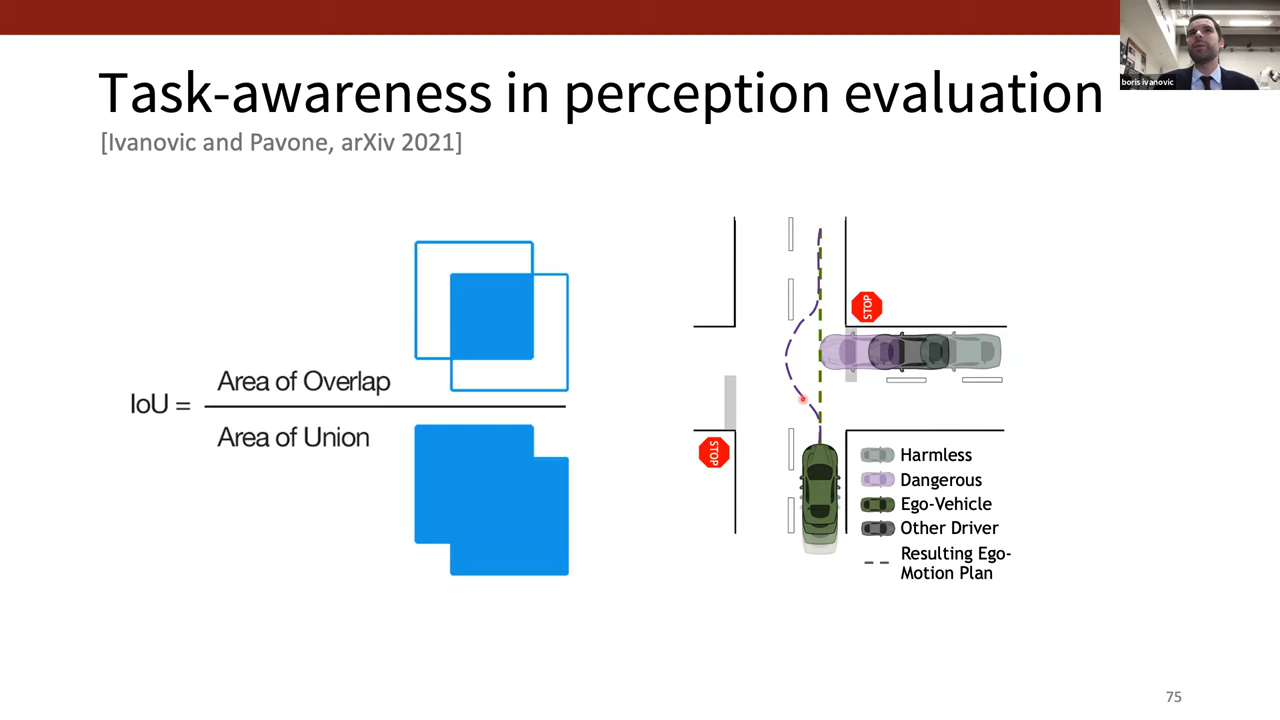 Task-awareness in perception evaluation
[Ivanovic and Pavone, arXiv 2021]
boris ivanovic
IoU =
Area of Overlap
Area of Union
STOP
STOP
Harmless
Dangerous
Ego-Vehicle
Other Driver
Resulting Ego-
Motion Plan
75